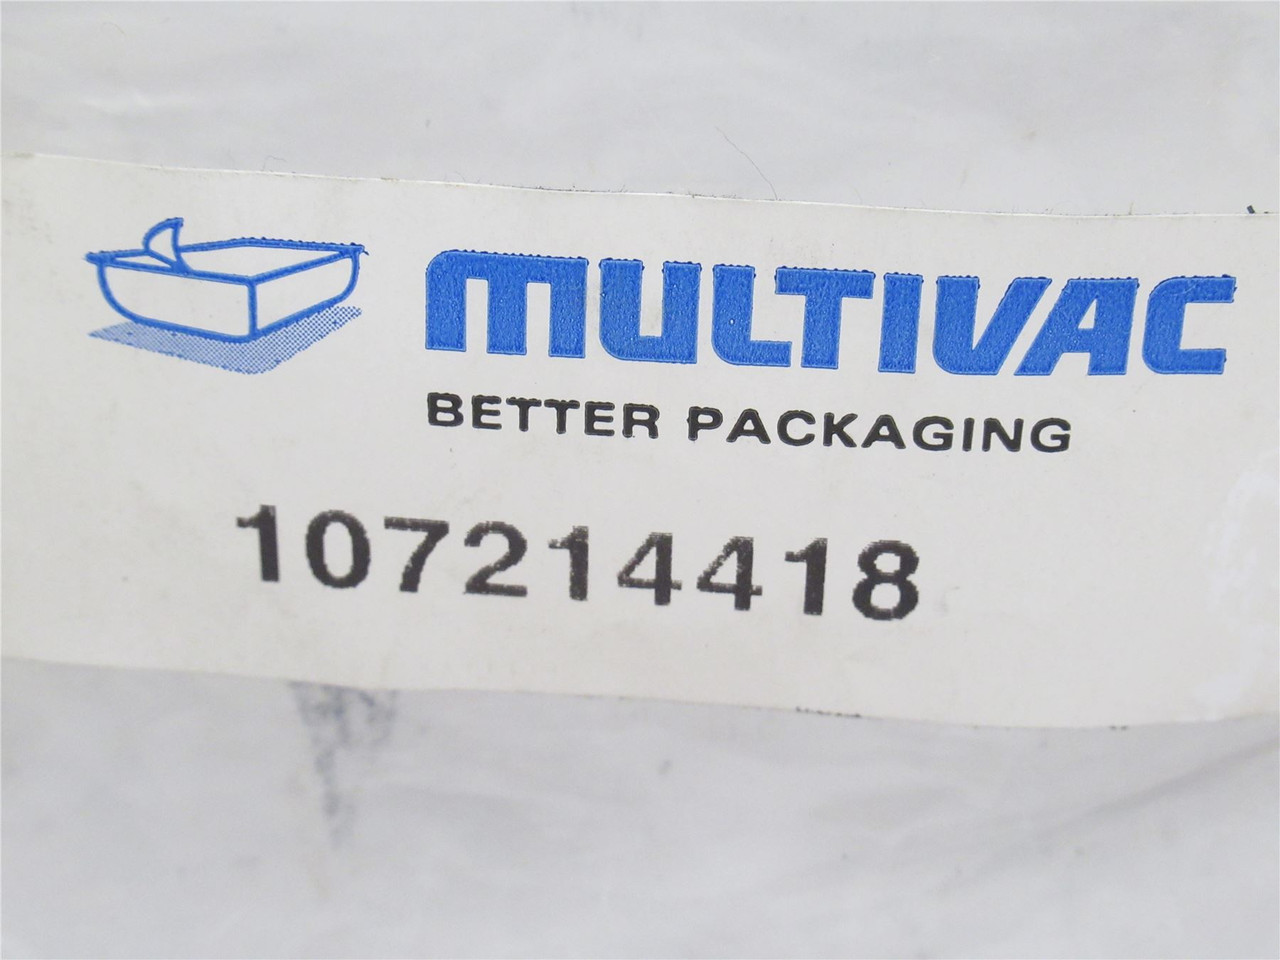 MULTIVAC
BETTER PACKAGING
107214418